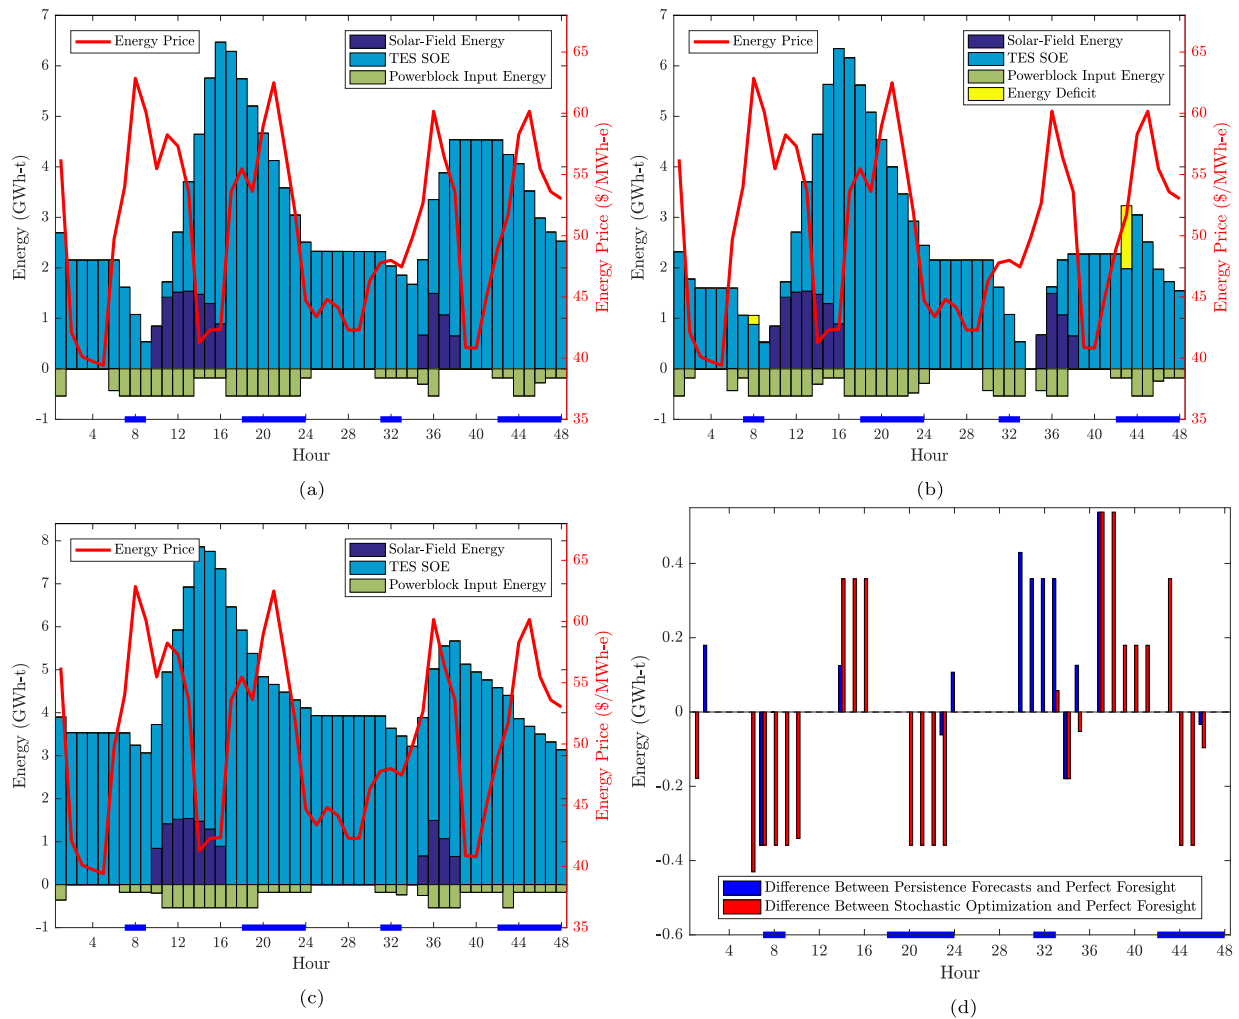 7
6
5
4
3
2
1
0
-1
Energy (GWh-t)
Energy Price
Solar-Field Energy
TES SOE
Powerblock Input Energy
65
60
55
50
45
40
35
Energy Price ($/MWh-e)
4 8 12 16 20 24 28 32 36 40 44 48
Hour
(a)
7
6
5
4
3
2
1
0
-1
Energy (GWh-t)
Energy Price
Solar-Field Energy
TES SOE
Powerblock Input Energy
Energy Deficit
65
60
55
50
45
40
35
Energy Price ($/MWh-e)
4 8 12 16 20 24 28 32 36 40 44 48
Hour
(b)
8
7
6
5
4
3
2
1
0
-1
Energy (GWh-t)
Energy Price
Solar-Field Energy
TES SOE
Powerblock Input Energy
65
60
55
50
45
40
35
Energy Price ($/MWh-e)
4 8 12 16 20 24 28 32 36 40 44 48
Hour
(c)
0.4
0.2
0
-0.2
-0.4
-0.6
Energy (GWh-t)
Difference Between Persistence Forecasts and Perfect Foresight
Difference Between Stochastic Optimization and Perfect Foresight
4 8 12 16 20 24 28 32 36 40 44 48
Hour
(d)